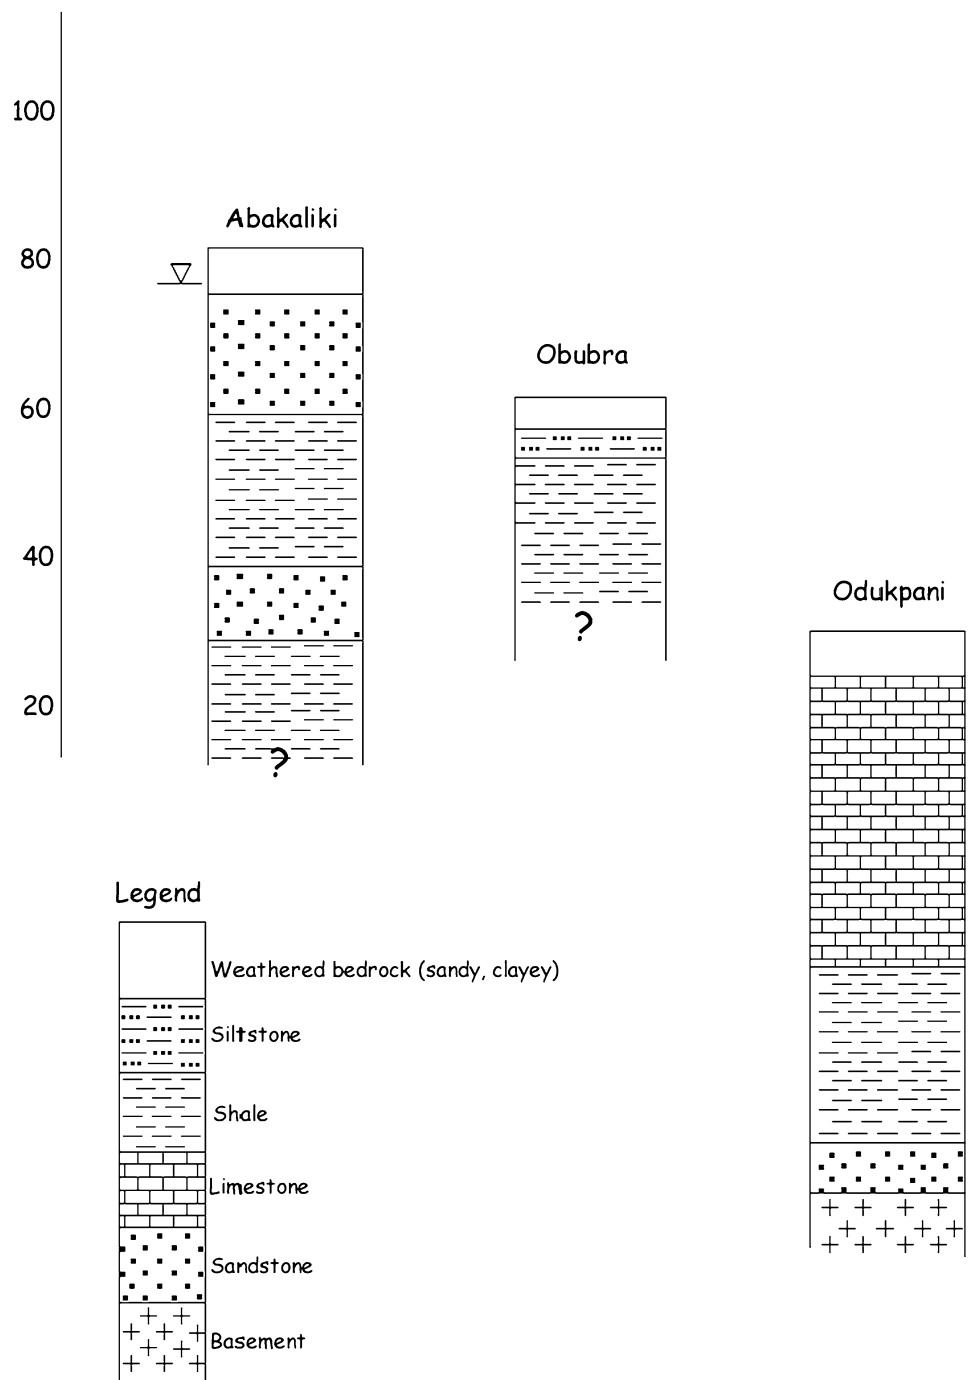 100
80
60
40
20
Abakaliki
Obubra
?
Odukpani
?
Legend
Weathered bedrock (sandy, clayey)
Siltstone
Shale
Limestone
Sandstone
Basement